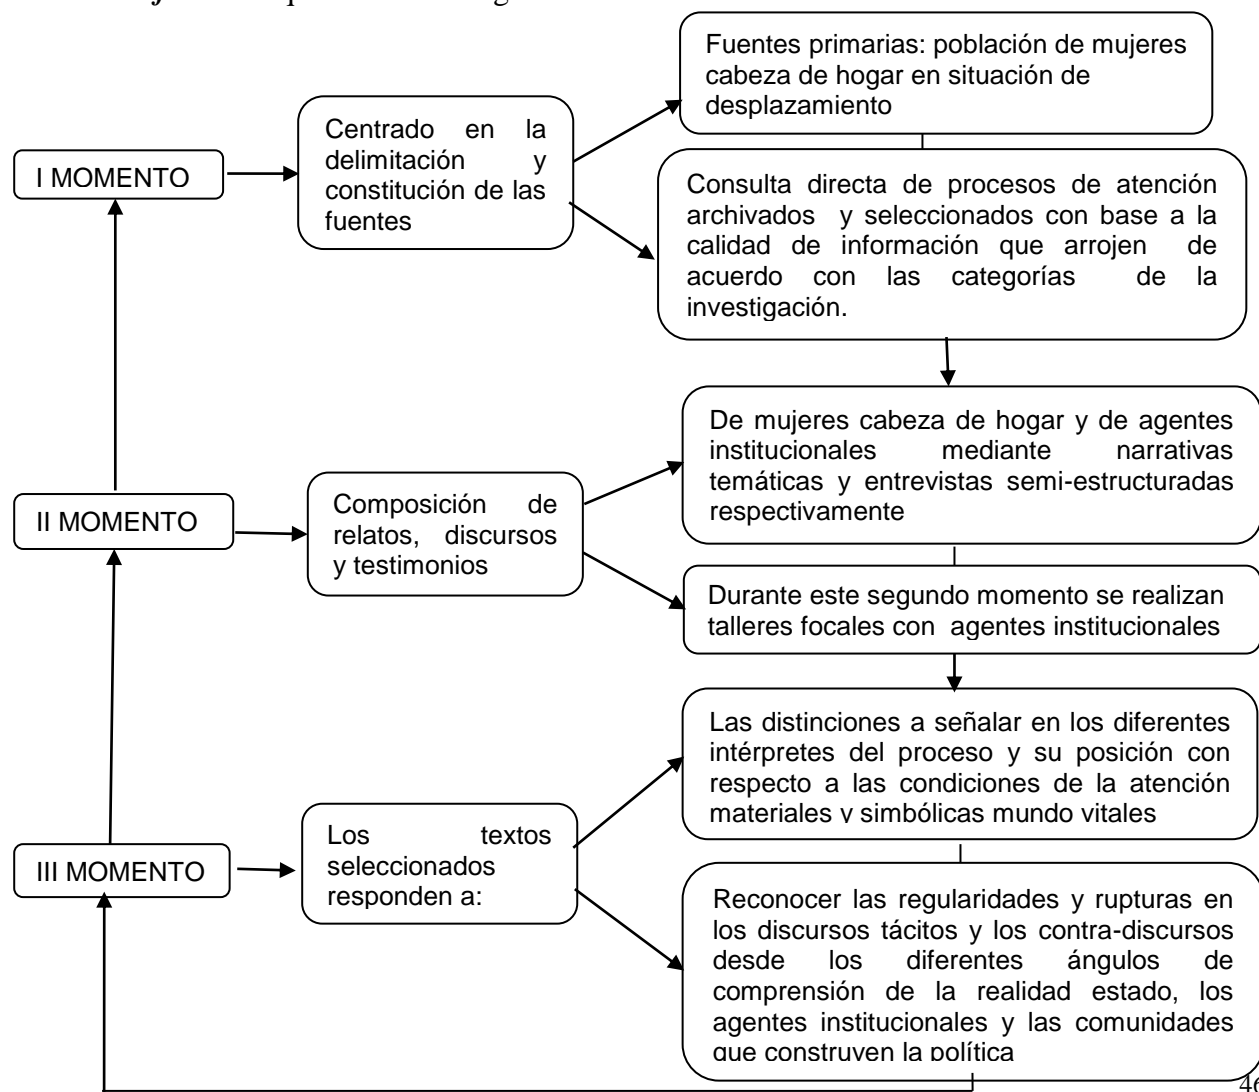 Fuentes primarias: población de mujeres
cabeza de hogar en situación de
desplazamiento
I MOMENTO
Centrado en la
delimitación y
constitución de las
fuentes
Consulta directa de procesos de atención
archivados y seleccionados con base a la
calidad de información que arrojen de
acuerdo con las categorías de la
investigación.
II MOMENTO
Composición de
relatos, discursos
y testimonios
De mujeres cabeza de hogar y de agentes
institucionales mediante narrativas
temáticas y entrevistas semi-estructuradas
respectivamente
Durante este segundo momento se realizan
talleres focales con agentes institucionales
III MOMENTO
Los textos
seleccionados
responden a:
Las distinciones a señalar en los diferentes
intérpretes del proceso y su posición con
respecto a las condiciones de la atención
materiales y simbólicas mundo vitales
Reconocer las regularidades y rupturas en
los discursos tácitos y los contra-discursos
desde los diferentes ángulos de
comprensión de la realidad estado, los
agentes institucionales y las comunidades
que construyen la política